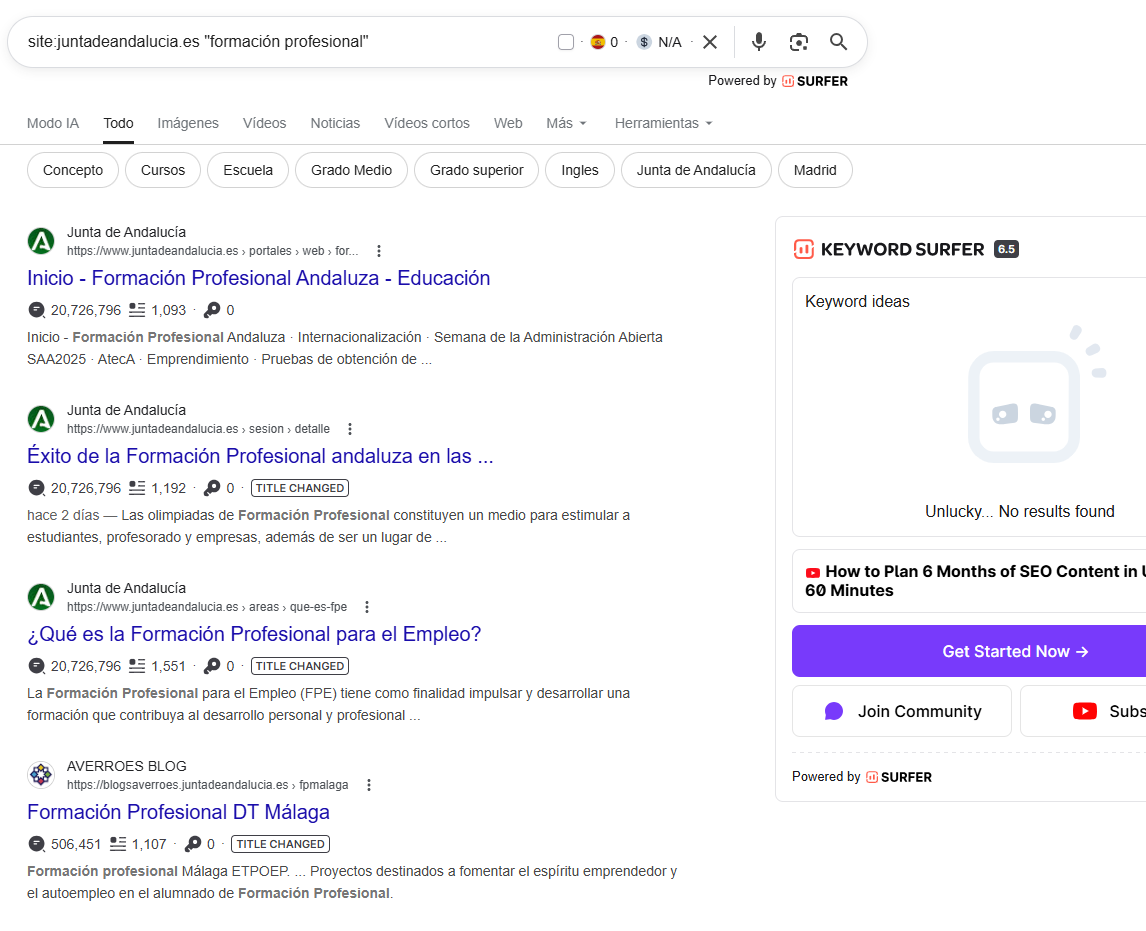 site:juntadeandalucia.es "formación profesional"
· 0 · $ N/A ·
Powered by SURFER
Modo IA Todo Imágenes Vídeos Noticias Vídeos cortos Web Más Herramientas
Concepto Cursos Escuela Grado Medio Grado superior Ingles Junta de Andalucía Madrid
Junta de Andalucía
https://www.juntadeandalucia.es › portales › web › for...
Inicio - Formación Profesional Andaluza - Educación
20,726,796 1,093 · 0
Inicio - Formación Profesional Andaluza · Internacionalización · Semana de la Administración Abierta
SAA2025 · AtecA · Emprendimiento · Pruebas de obtención de ...
Junta de Andalucía
https://www.juntadeandalucia.es › sesion › detalle
Éxito de la Formación Profesional andaluza en las ...
20,726,796 1,192 · 0 · TITLE CHANGED
hace 2 días — Las olimpiadas de Formación Profesional constituyen un medio para estimular a
estudiantes, profesorado y empresas, además de ser un lugar de ...
Junta de Andalucía
https://www.juntadeandalucia.es › areas › que-es-fpe
¿Qué es la Formación Profesional para el Empleo?
20,726,796 1,551 · 0 · TITLE CHANGED
La Formación Profesional para el Empleo (FPE) tiene como finalidad impulsar y desarrollar una
formación que contribuya al desarrollo personal y profesional ...
AVERROES BLOG
https://blogsaverroes.juntadeandalucia.es › fpmalaga
Formación Profesional DT Málaga
506,451 1,107 · 0 · TITLE CHANGED
Formación profesional Málaga ETPOEP. ... Proyectos destinados a fomentar el espíritu emprendedor y
el autoempleo en el alumnado de Formación Profesional.
KEYWORD SURFER 6.5
Keyword ideas
Unlucky... No results found
How to Plan 6 Months of SEO Content in
60 Minutes
Get Started Now →
Join Community
Subs
Powered by SURFER